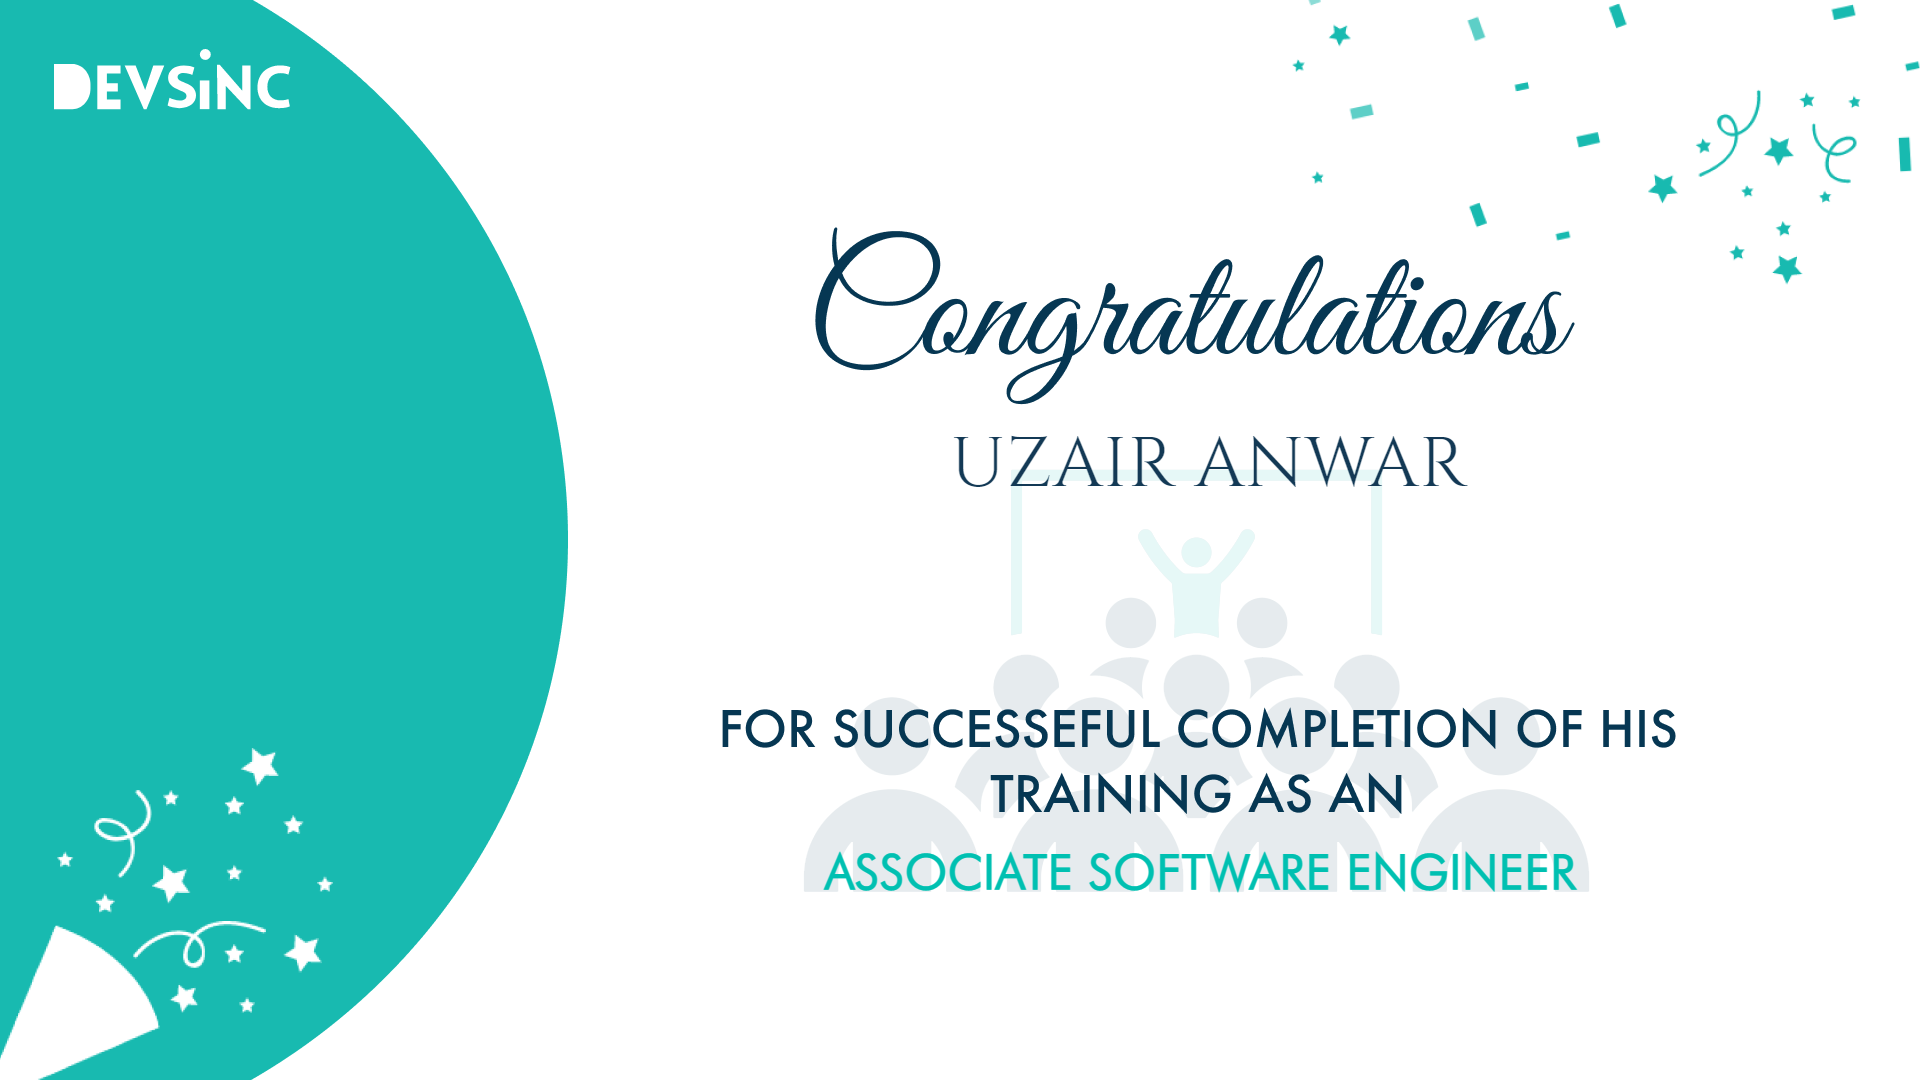 DEVSiNC
Congratulations
UZAIR ANWAR
FOR SUCCESSEFUL COMPLETION OF HIS
TRAINING AS AN
ASSOCIATE SOFTWARE ENGINEER